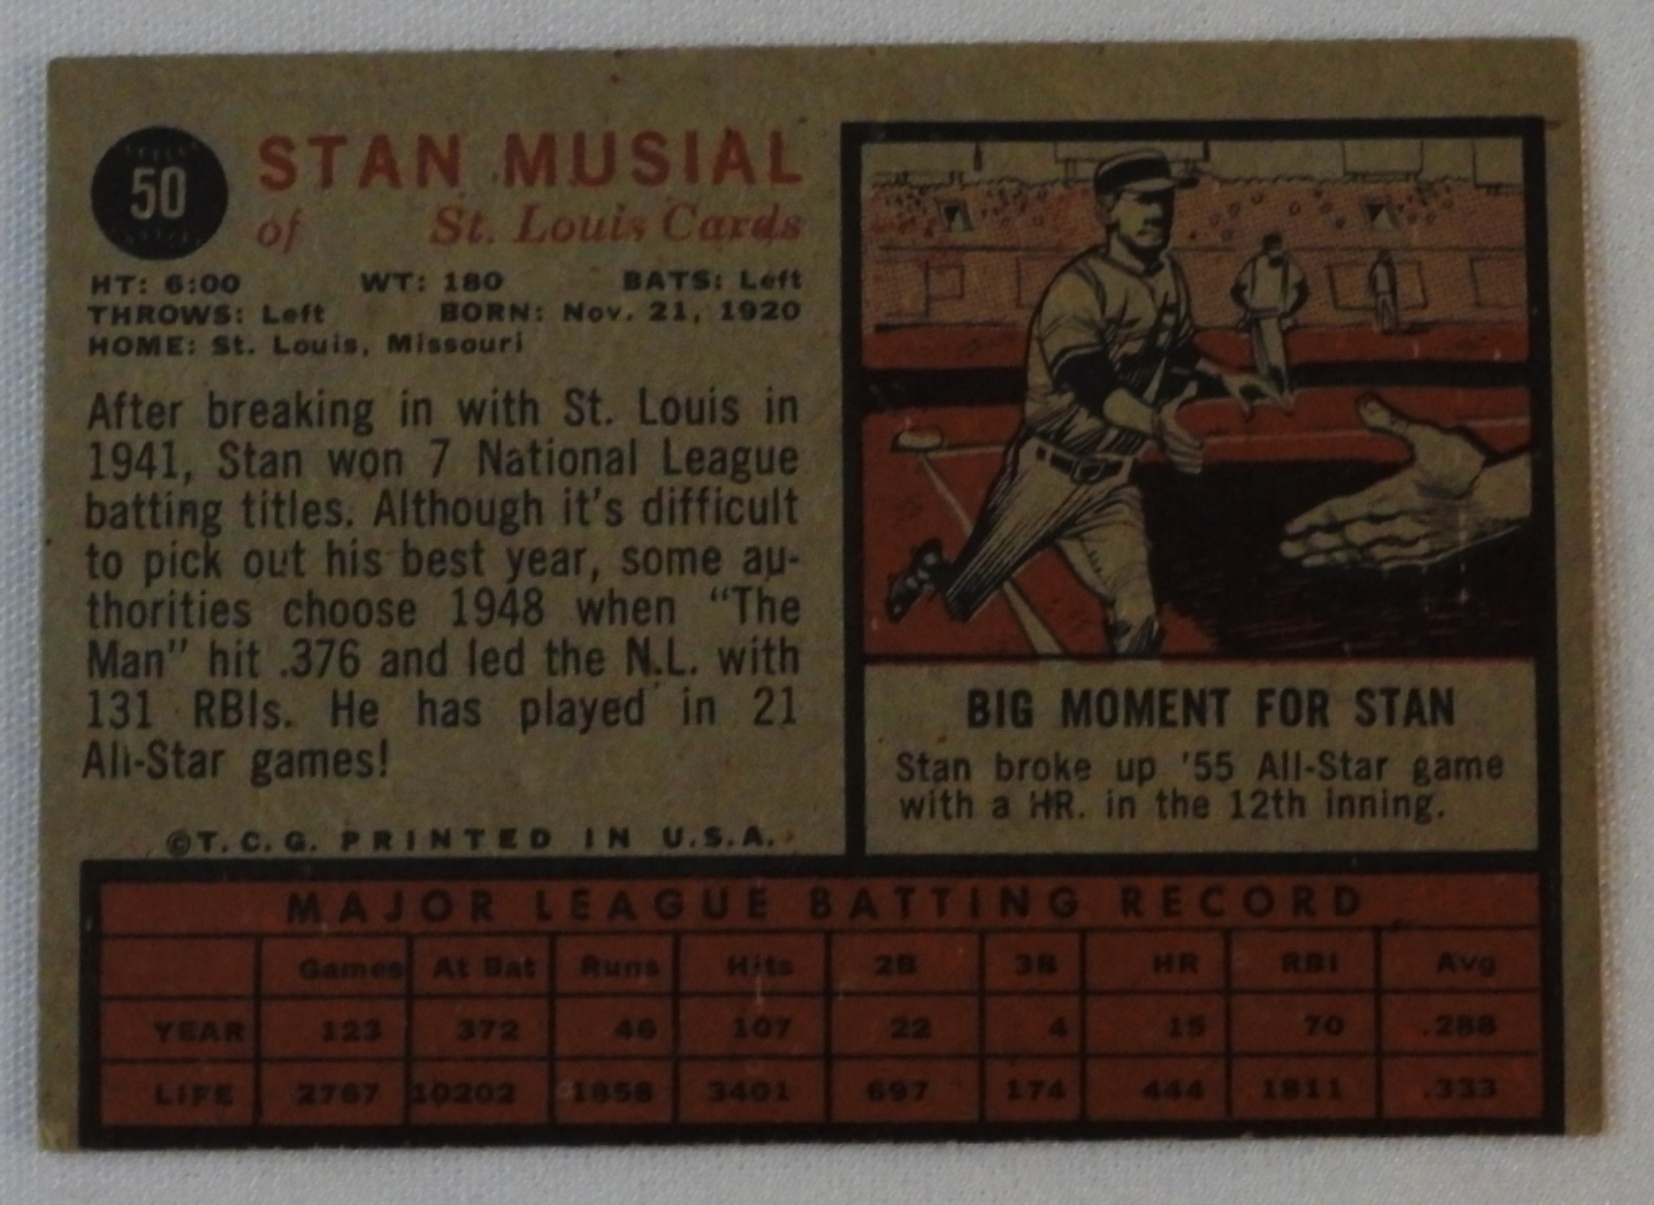 50
STAN MUSIAL
of St. Louis Cards
HT: 6:00 WT: 180 BATS: Left
THROWS: Left BORN: Nov. 21, 1920
HOME: St. Louis, Missouri
After breaking in with St. Louis in
1941, Stan won 7 National League
batting titles. Although it's difficult
to pick out his best year, some au-
thorities choose 1948 when "The
Man" hit .376 and led the N.L. with
131 RBIs. He has played in 21
All-Star games!
©T.C.G. PRINTED IN U.S.A.
BIG MOMENT FOR STAN
Stan broke up '55 All-Star game
with a HR. in the 12th inning.
MAJOR LEAGUE BATTING RECORD
Games At Bat Runs Hits 2B 3B HR RBI Avg
YEAR 123 372 46 107 22 4 15 70 .288
LIFE 2767 10202 1858 3401 697 174 444 1811 .333